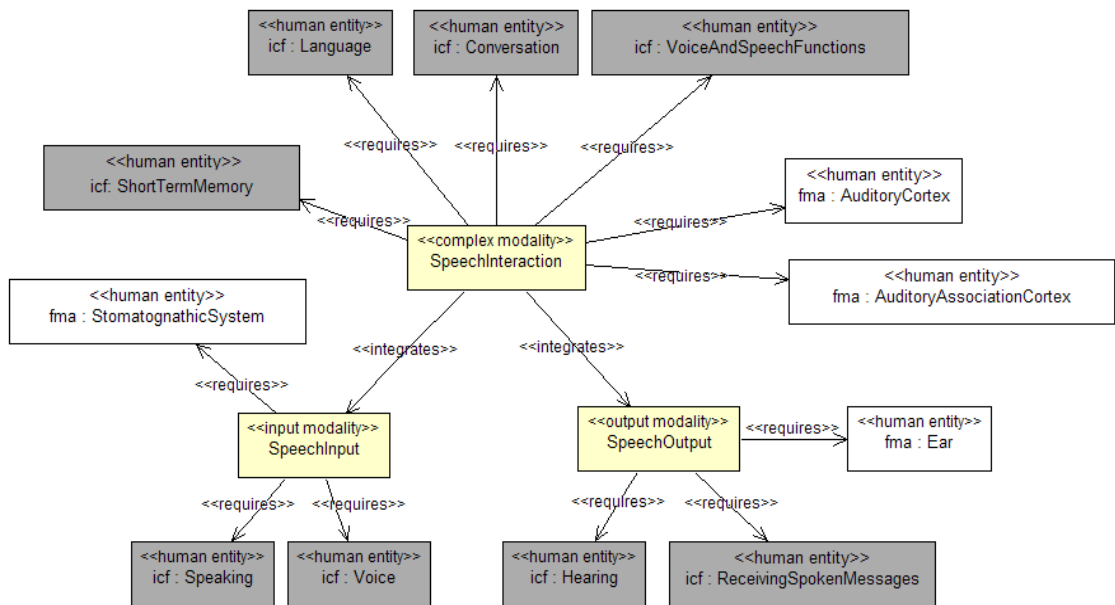 <<human entity>>
icf : Language
<<human entity>>
icf : Conversation
<<human entity>>
icf : VoiceAndSpeechFunctions
<<requires>>
<<requires>>
<<requires>>
<<human entity>>
icf: ShortTermMemory
<<human entity>>
fma : AuditoryCortex
<<requires>>
<<requires>>
<<complex modality>>
SpeechInteraction
<<requires>>
<<human entity>>
fma : AuditoryAssociationCortex
<<human entity>>
fma : StomatognathicSystem
<<integrates>>
<<integrates>>
<<requires>>
<<input modality>>
SpeechInput
<<output modality>>
SpeechOutput
<<requires>>
<<human entity>>
fma : Ear
<<requires>>
<<requires>>
<<requires>>
<<requires>>
<<human entity>>
icf : Speaking
<<human entity>>
icf : Voice
<<human entity>>
icf : Hearing
<<human entity>>
icf : ReceivingSpokenMessages